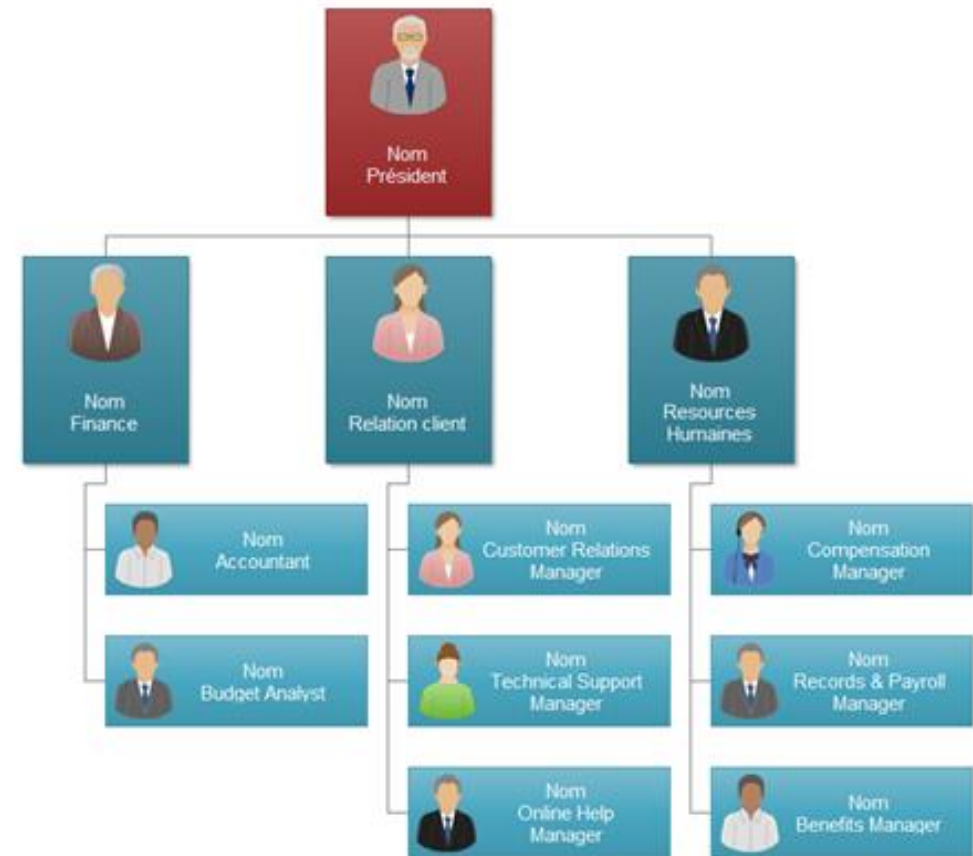 Nom
Président
Nom
Finance
Nom
Relation client
Nom
Resources
Humaines
Nom
Accountant
Nom
Budget Analyst
Nom
Customer Relations
Manager
Nom
Technical Support
Manager
Nom
Online Help
Manager
Nom
Compensation
Manager
Nom
Records & Payroll
Manager
Nom
Benefits Manager